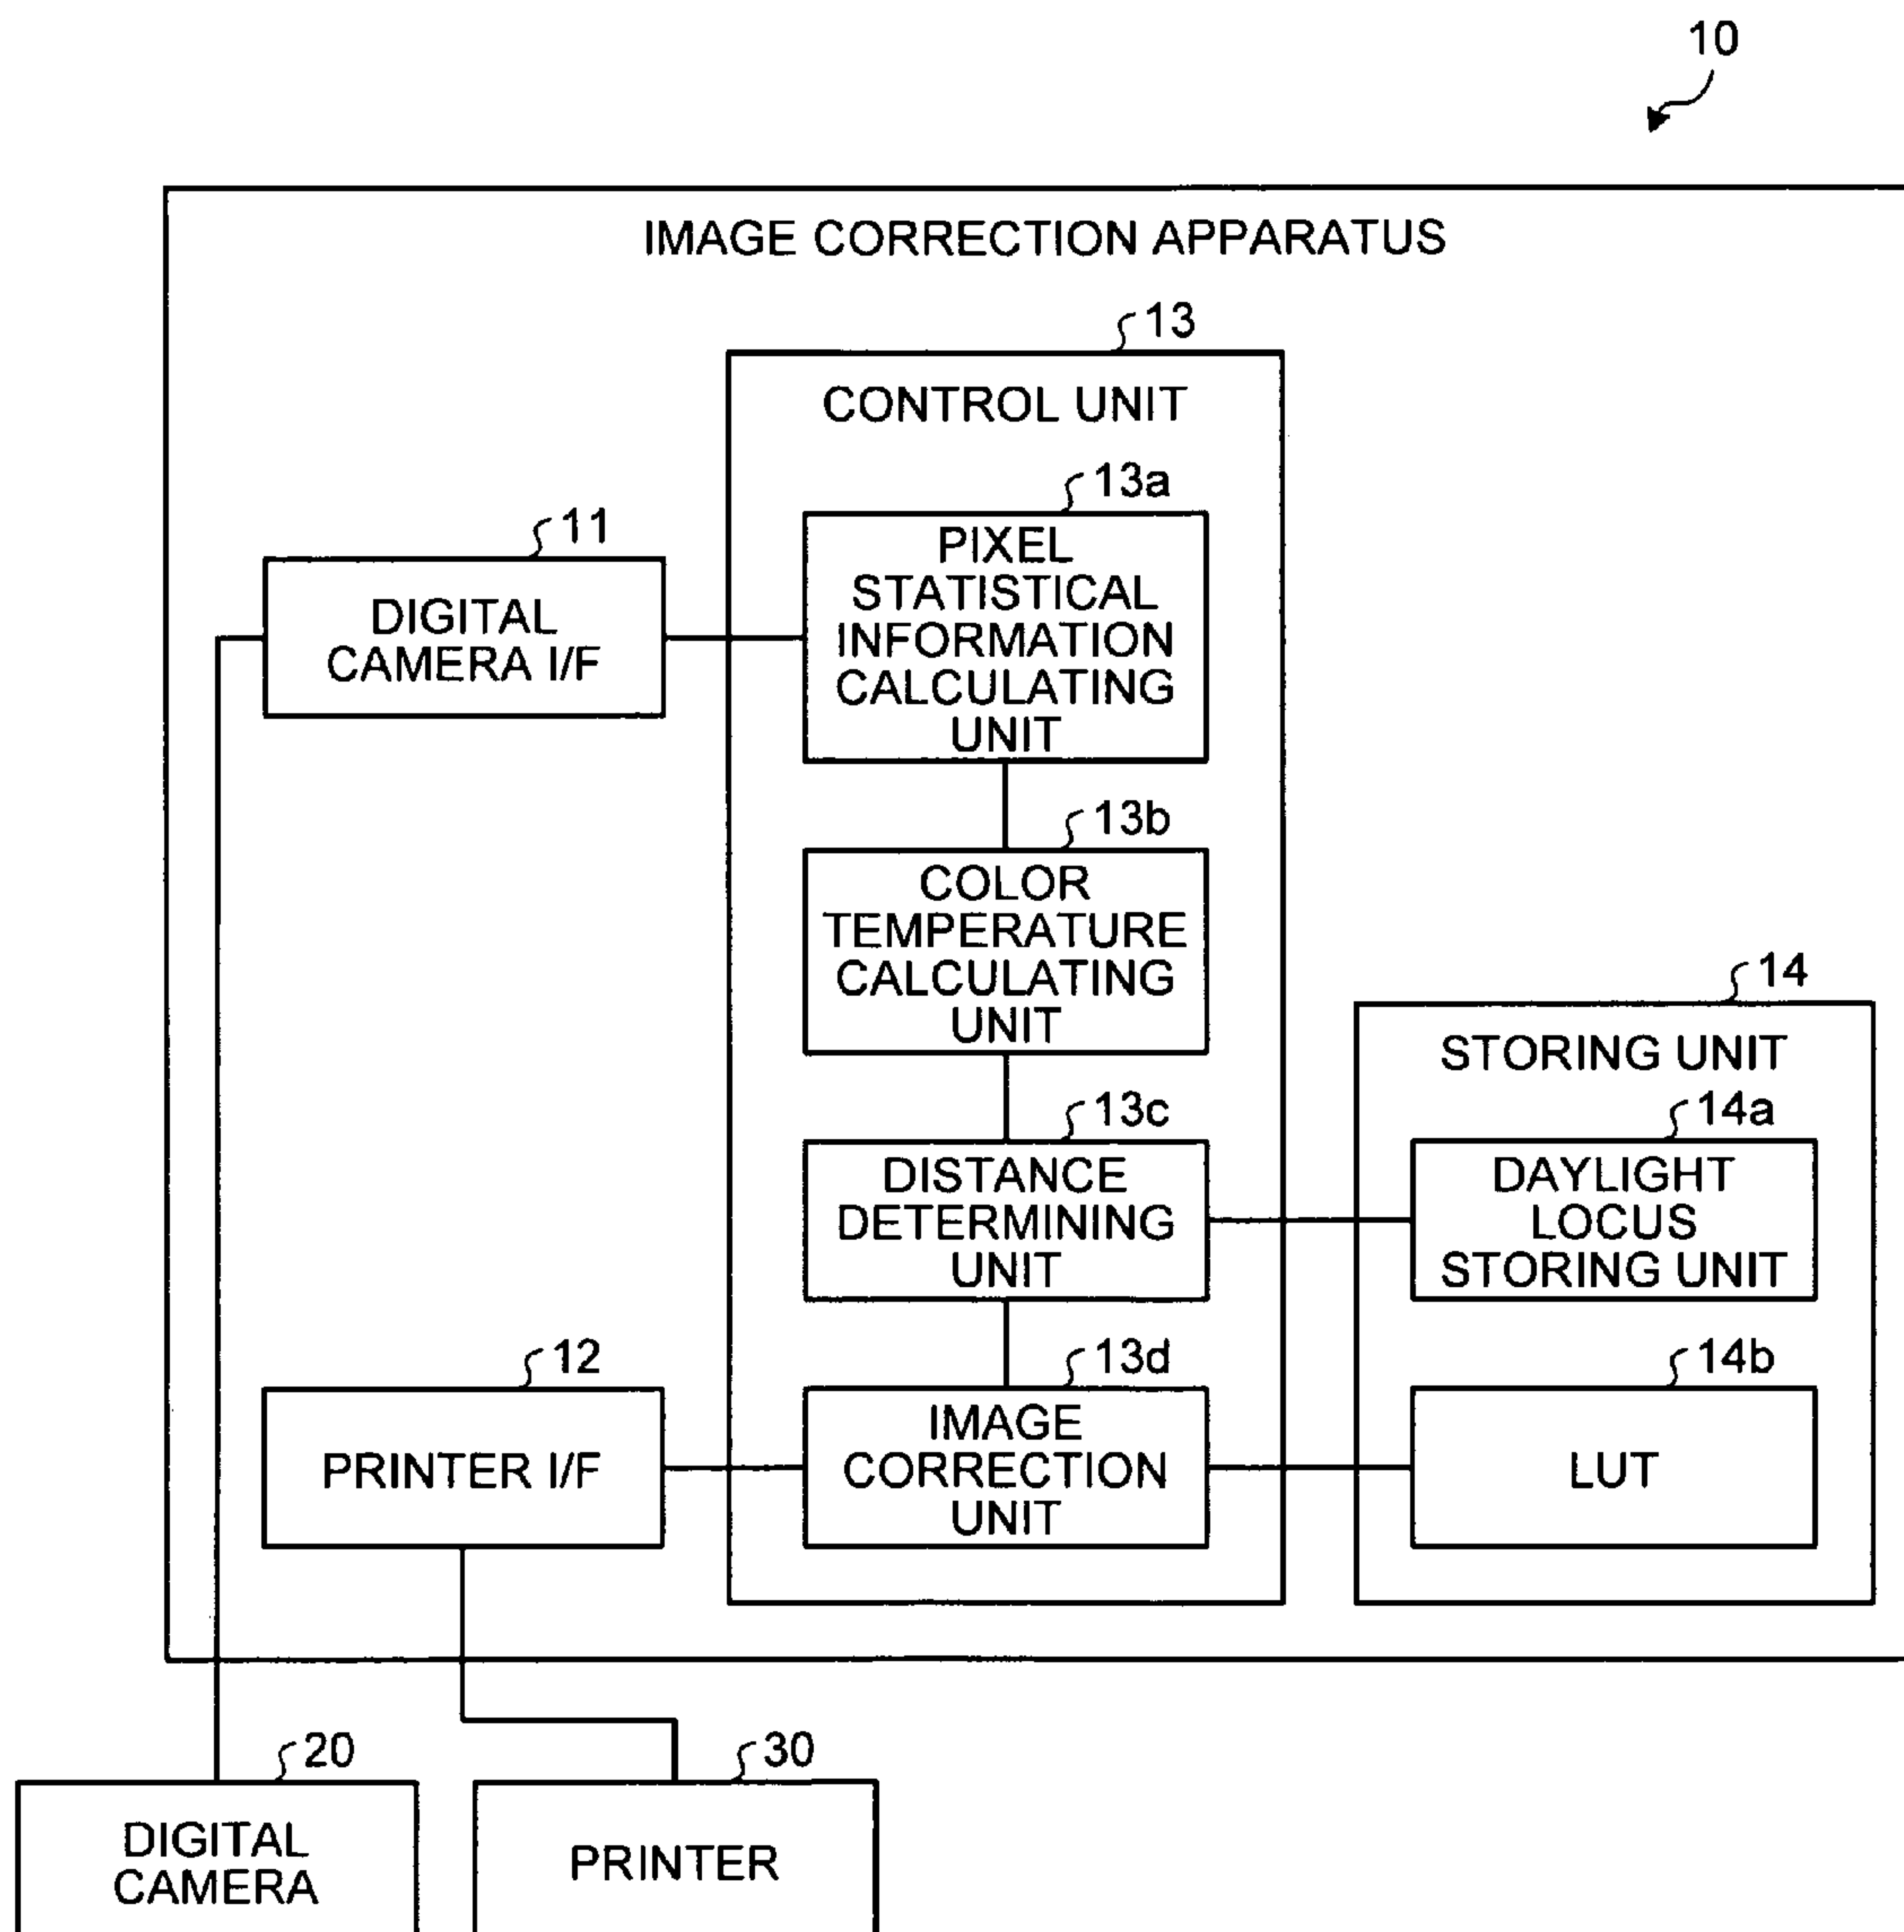 10
IMAGE CORRECTION APPARATUS
13
CONTROL UNIT
13a
PIXEL
STATISTICAL
INFORMATION
CALCULATING
UNIT
11
DIGITAL
CAMERA I/F
13b
COLOR
TEMPERATURE
CALCULATING
UNIT
14
STORING UNIT
13c
DISTANCE
DETERMINING
UNIT
14a
DAYLIGHT
LOCUS
STORING UNIT
12
PRINTER I/F
13d
IMAGE
CORRECTION
UNIT
14b
LUT
20
DIGITAL
CAMERA
30
PRINTER